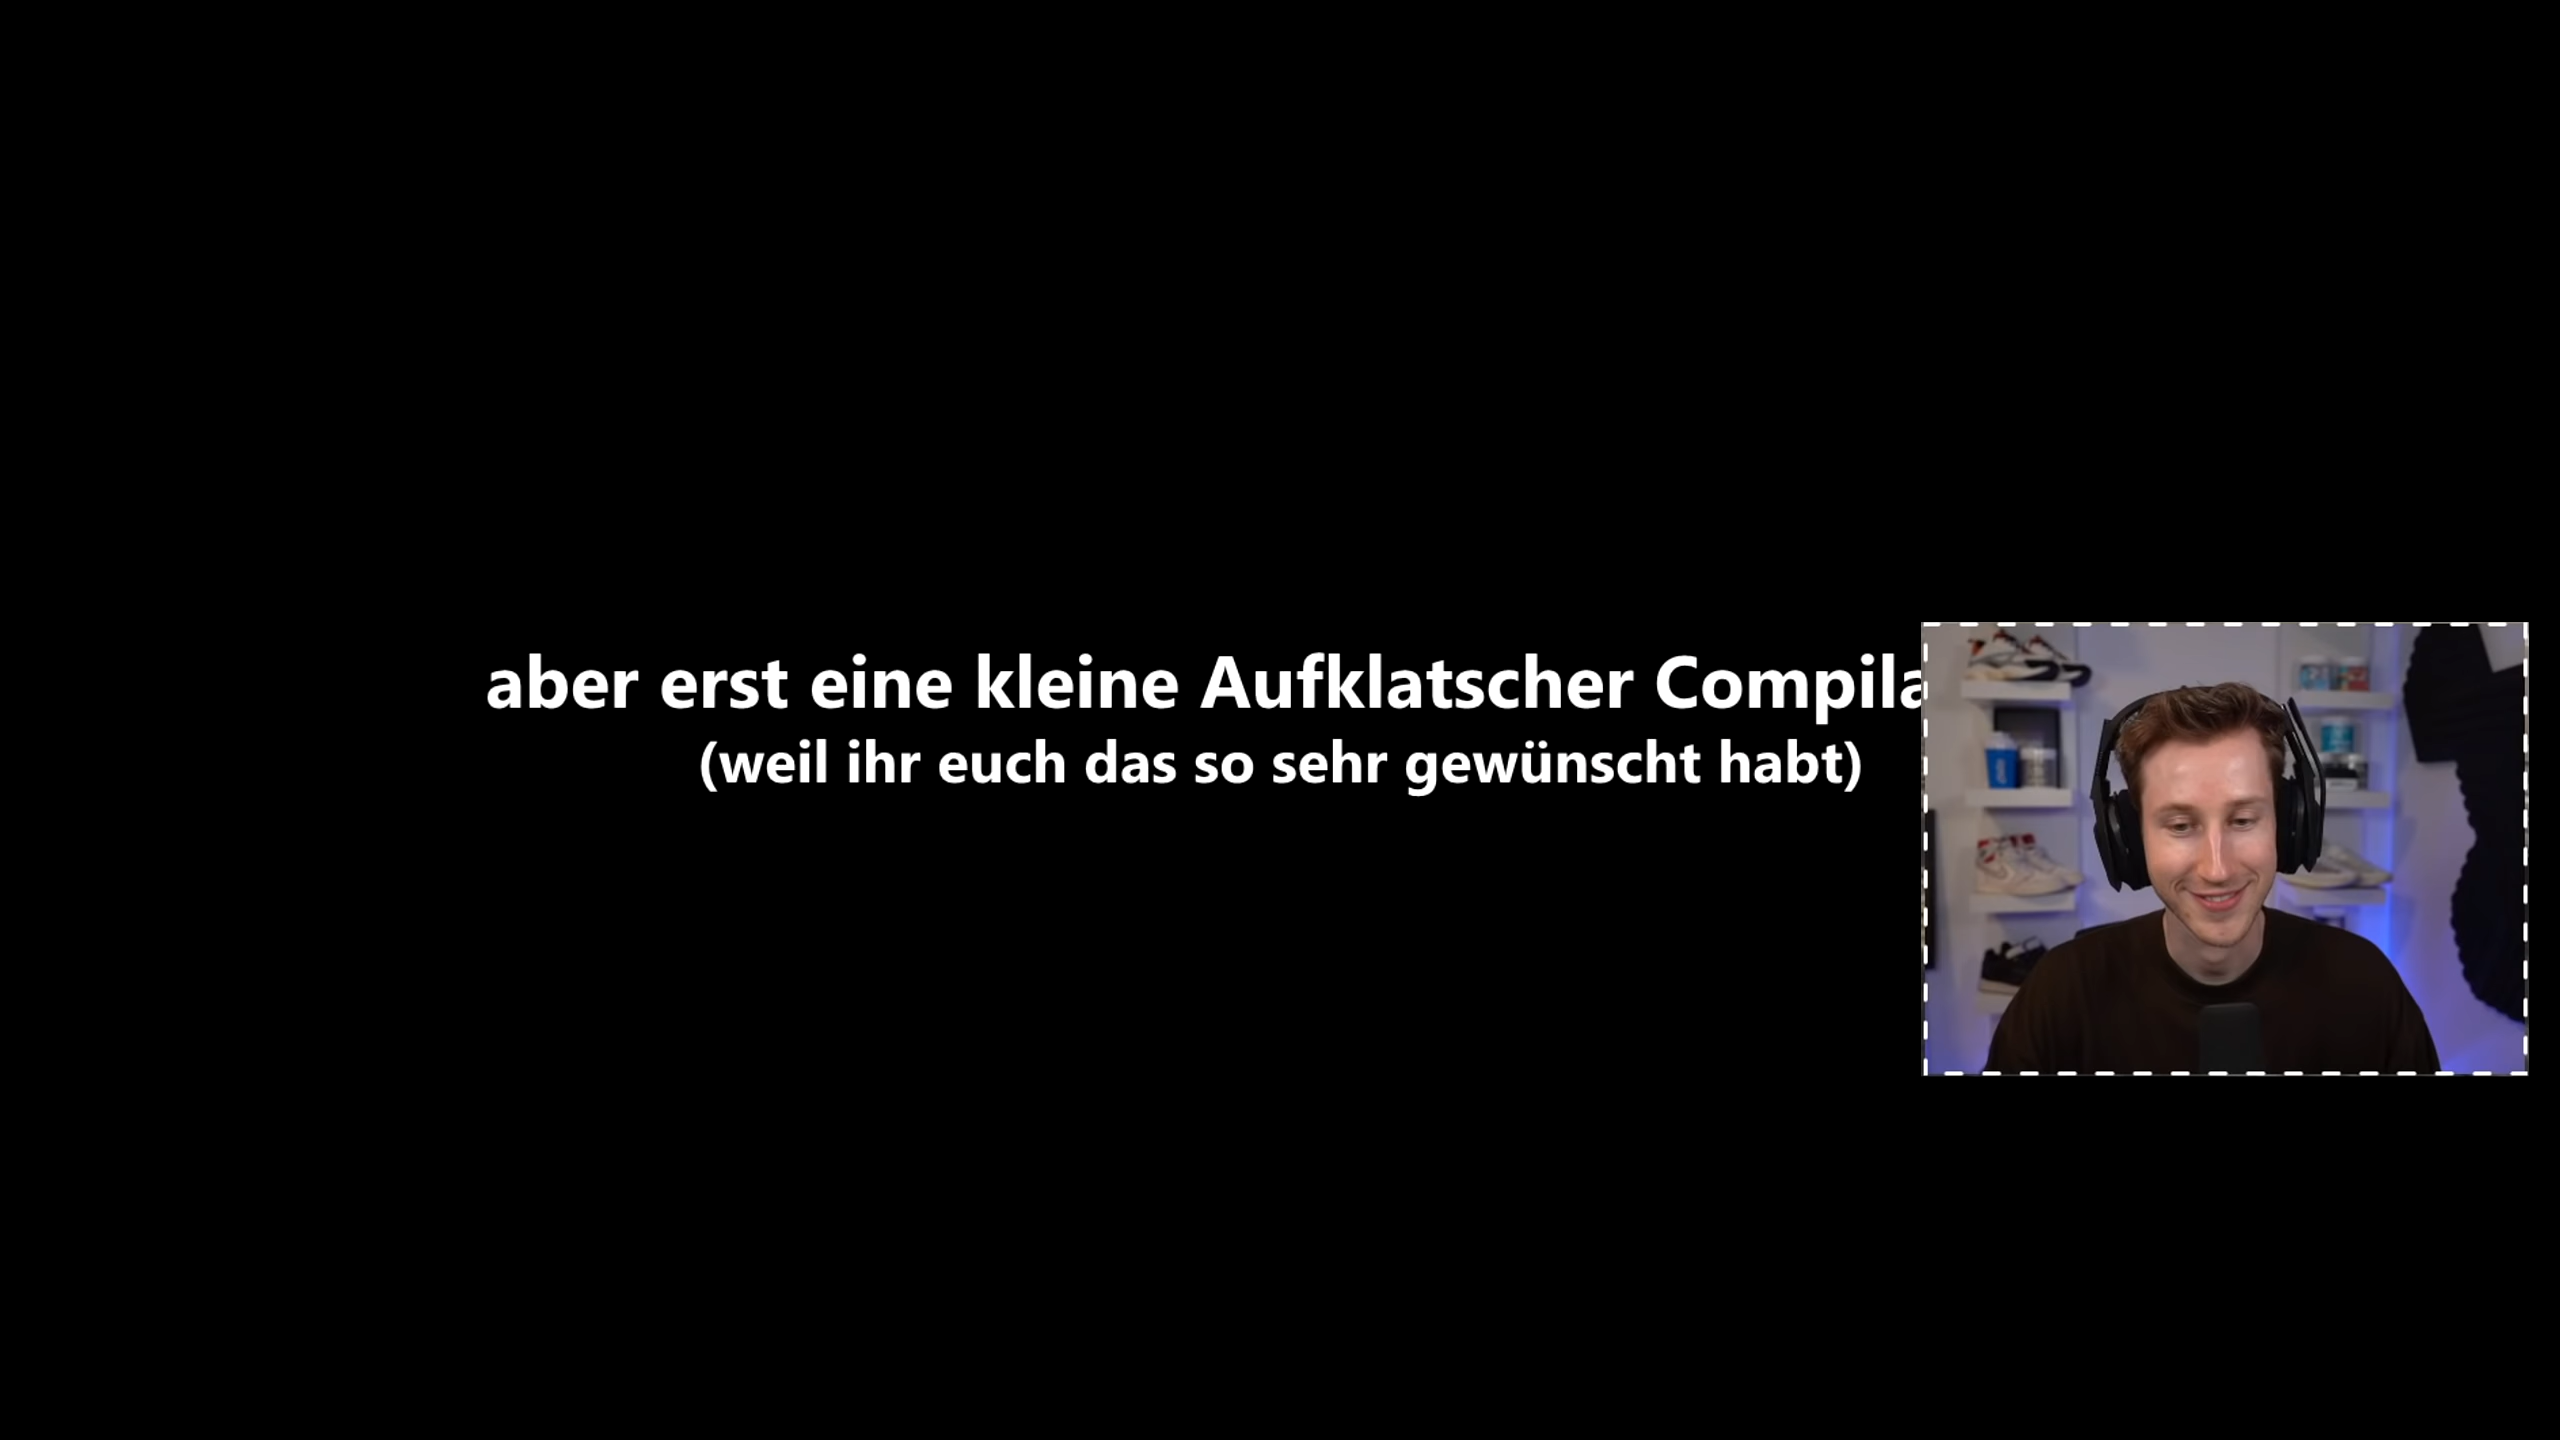 aber erst eine kleine Aufklatscher Compila
(weil ihr euch das so sehr gewünscht habt)